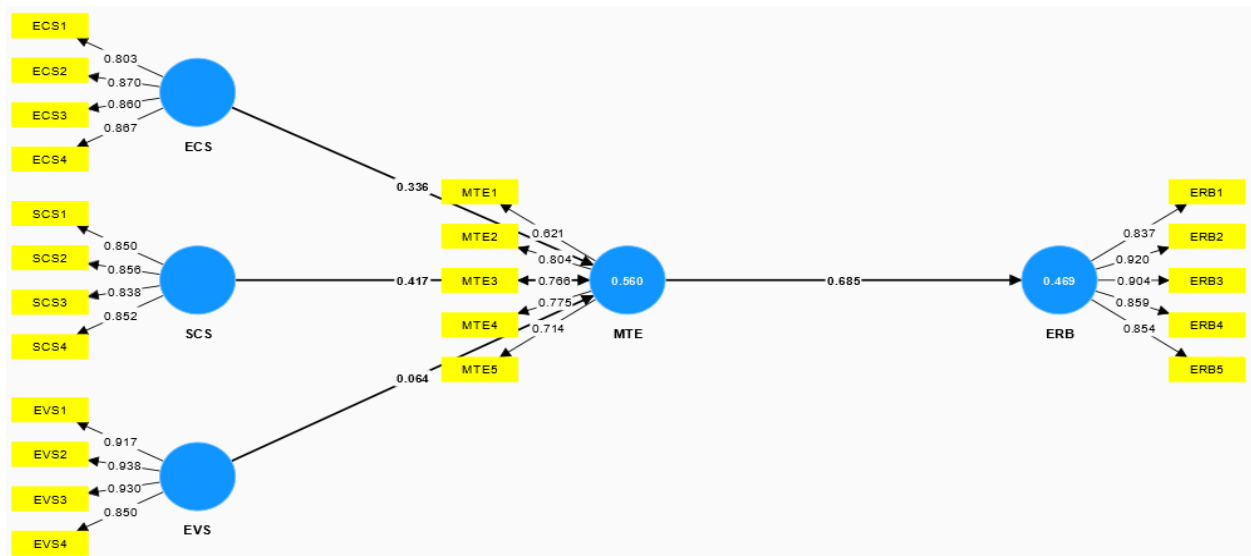 ECS1
0.803
ECS2
0.870
ECS3
0.860
ECS4
0.867
ECS
0.336
SCS1
0.850
SCS2
0.856
SCS3
0.838
SCS4
0.852
SCS
0.417
EVS1
0.917
EVS2
0.938
EVS3
0.930
EVS4
0.850
EVS
0.064
MTE1
0.621
MTE2
0.804
MTE3
0.766
MTE4
0.775
MTE5
0.714
0.560
MTE
0.685
0.469
ERB
ERB1
0.837
ERB2
0.920
ERB3
0.904
ERB4
0.859
ERB5
0.854